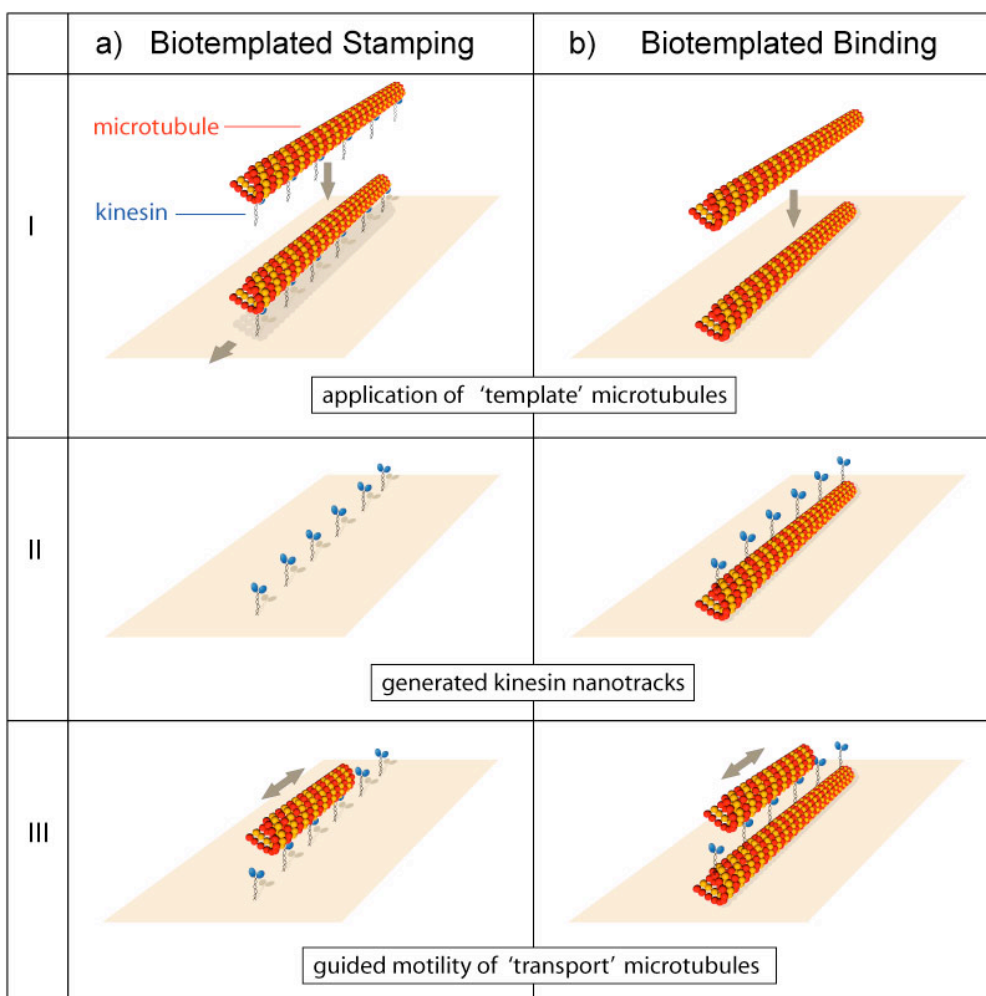 a) Biotemplated Stamping
b) Biotemplated Binding
I
microtubule
kinesin
application of 'template' microtubules
II
generated kinesin nanotracks
III
guided motility of 'transport' microtubules